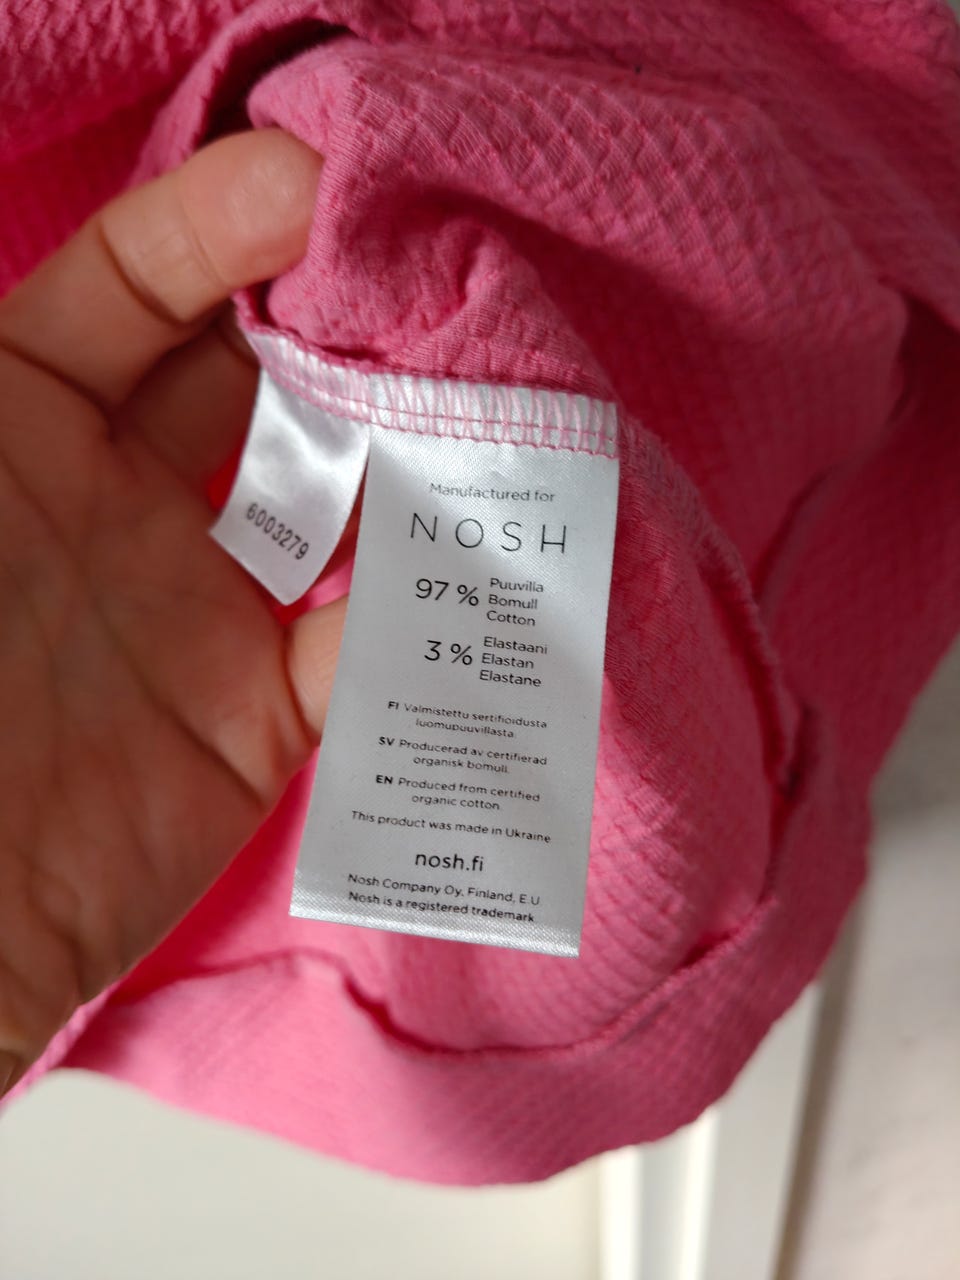 6003279
Manufactured for
NOSH
97 % Puuvilla
Bomull
Cotton
3 % Elastaani
Elastan
Elastane
FI Valmistettu sertifioidusta
luomupuuvillasta.
SV Producerad av certifierad
organisk bomull.
EN Produced from certified
organic cotton.
This product was made in Ukraine
nosh.fi
Nosh Company Oy, Finland, E.U.
Nosh is a registered trademark